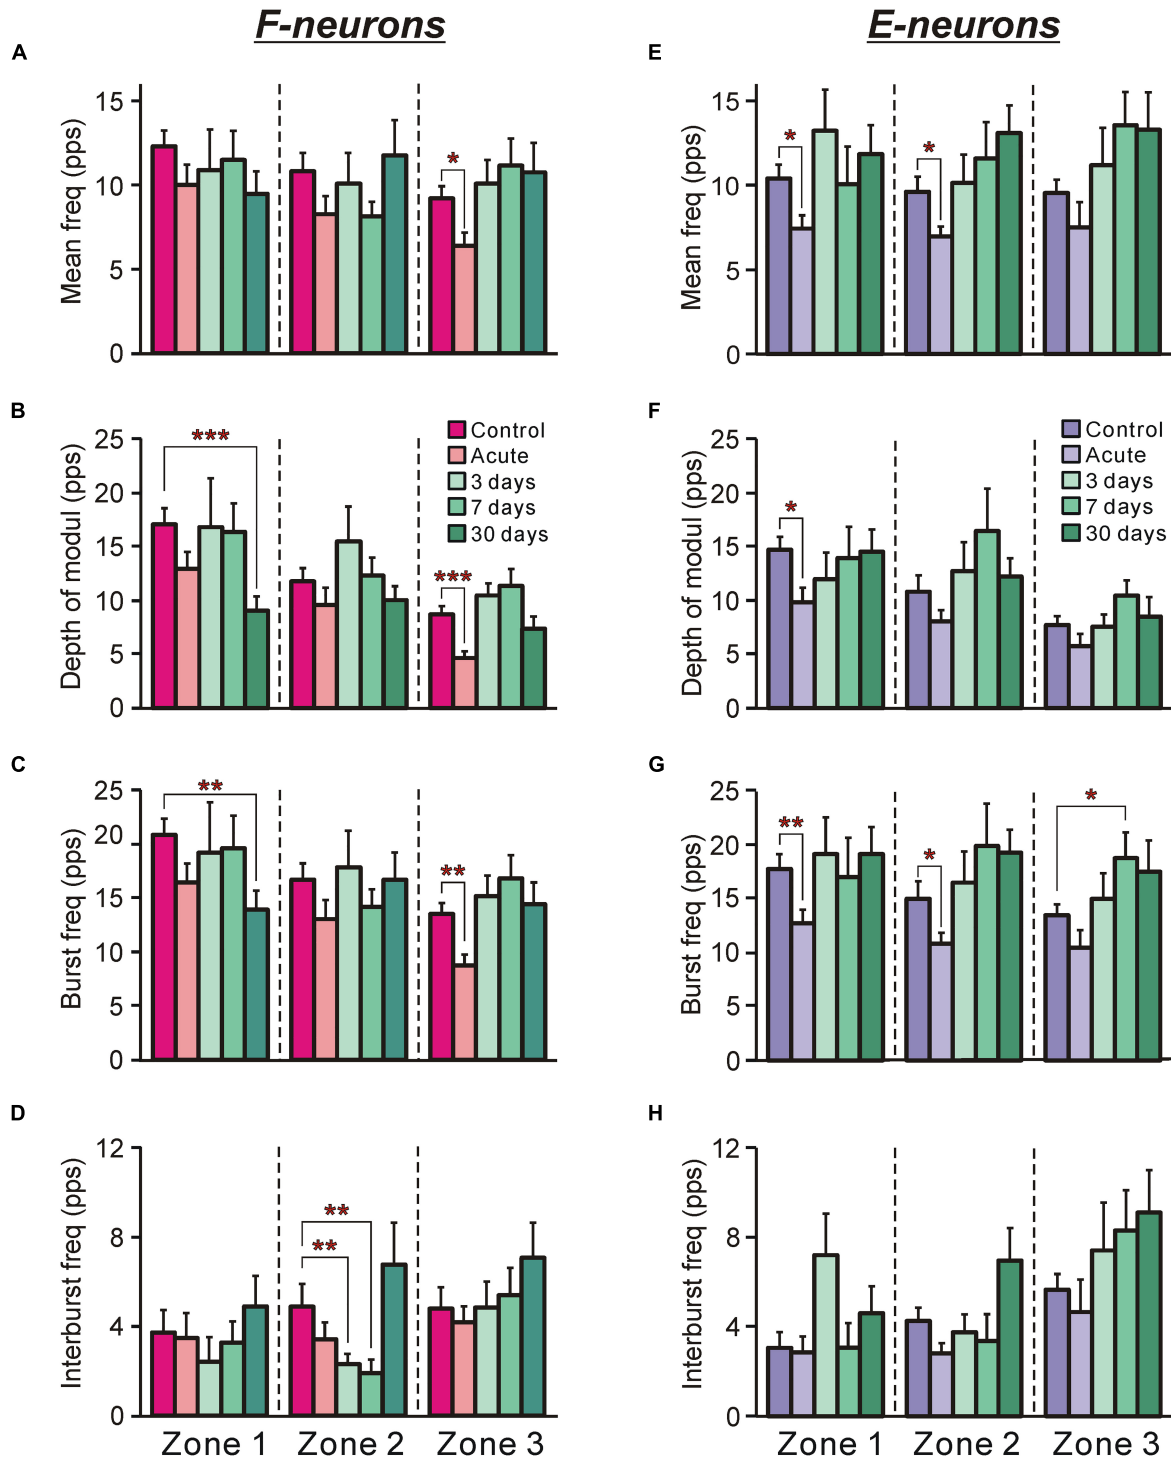 F-neurons
A
Mean freq (pps)
15
10
5
0
*
B
Depth of modul (pps)
25
20
15
10
5
0
***
***
Control
Acute
3 days
7 days
30 days
C
Burst freq (pps)
25
20
15
10
5
0
**
**
D
Interburst freq (pps)
12
8
4
0
**
**
Zone 1 Zone 2 Zone 3
E-neurons
E
Mean freq (pps)
15
10
5
0
*
*
F
Depth of modul (pps)
25
20
15
10
5
0
*
Control
Acute
3 days
7 days
30 days
G
Burst freq (pps)
25
20
15
10
5
0
**
*
*
H
Interburst freq (pps)
12
8
4
0
Zone 1 Zone 2 Zone 3